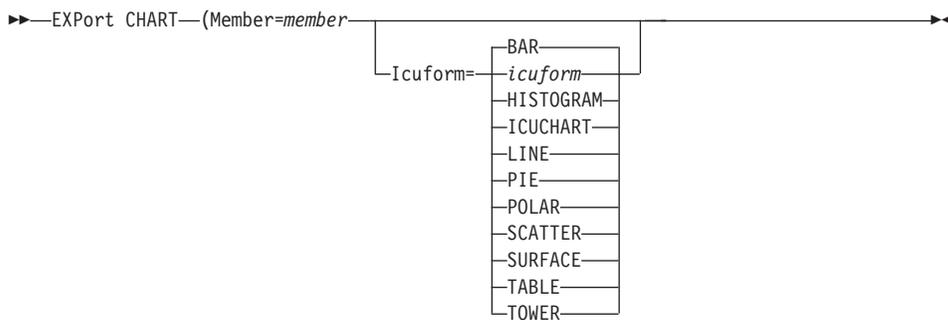 EXPort CHART (Member=member
BAR
Icuform= icuform
HISTOGRAM
ICUCHART
LINE
PIE
POLAR
SCATTER
SURFACE
TABLE
TOWER